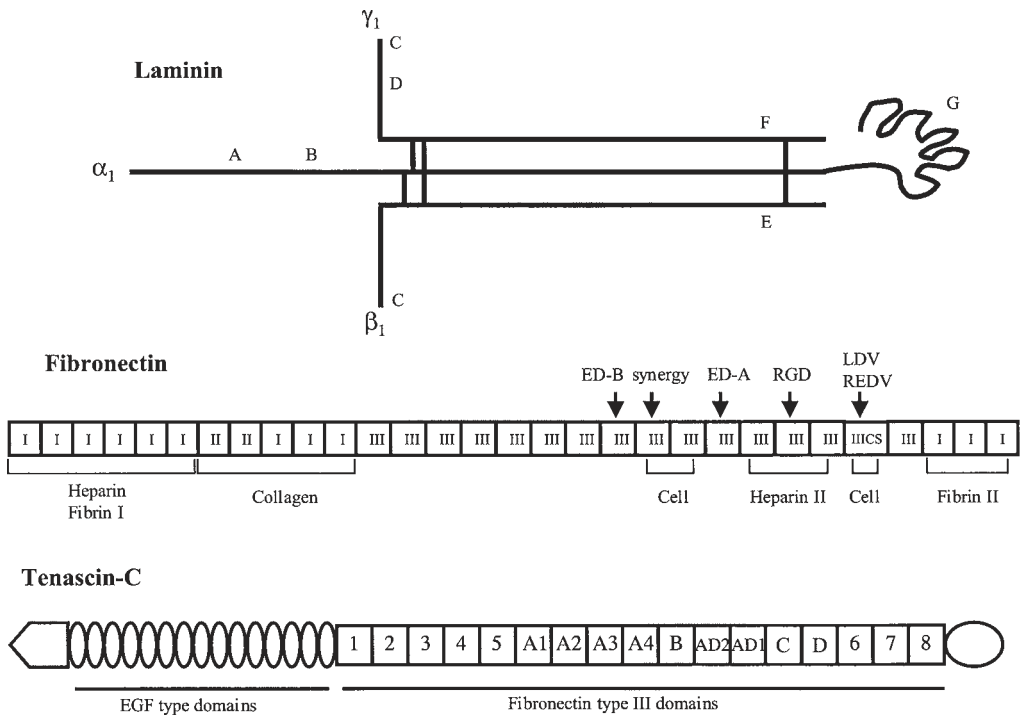 γ1
C
Laminin
D
G
F
A B
α1
E
C
β1
Fibronectin
LDV
ED-B synergy ED-A RGD REDV
I I I I I I II II I I I III III III III III III III III III III III III III III IIICS III I I I
Heparin
Fibrin I
Collagen Cell Heparin II Cell Fibrin II
Tenascin-C
1 2 3 4 5 A1 A2 A3 A4 B AD2 AD1 C D 6 7 8
EGF type domains Fibronectin type III domains